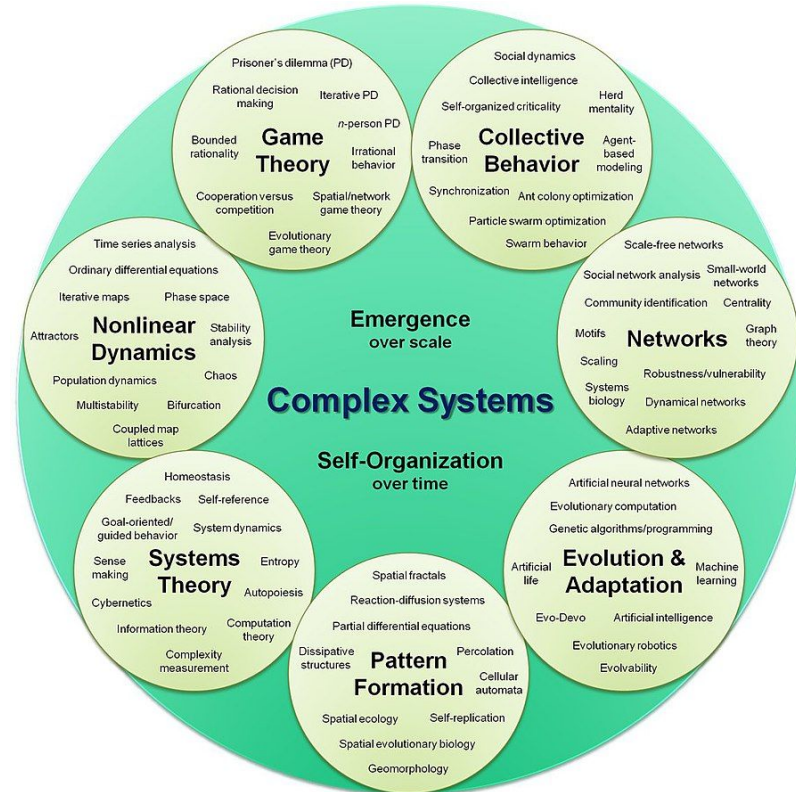 Prisoner's dilemma (PD)
Rational decision
making
Iterative PD
n-person PD
Bounded
rationality
Game
Theory
Irrational
behavior
Cooperation versus
competition
Spatial/network
game theory
Evolutionary
game theory
Social dynamics
Collective intelligence
Herd
mentality
Self-organized criticality
Phase
transition
Collective
Behavior
Agent-
based
modeling
Synchronization
Ant colony optimization
Particle swarm optimization
Swarm behavior
Time series analysis
Ordinary differential equations
Iterative maps
Phase space
Attractors
Nonlinear
Dynamics
Stability
analysis
Population dynamics
Chaos
Multistability
Bifurcation
Coupled map
lattices
Emergence
over scale
Complex Systems
Self-Organization
over time
Scale-free networks
Social network analysis
Small-world
networks
Community identification
Centrality
Motifs
Networks
Graph
theory
Scaling
Robustness/vulnerability
Systems
biology
Dynamical networks
Adaptive networks
Homeostasis
Feedbacks
Self-reference
Goal-oriented/
guided behavior
System dynamics
Sense
making
Systems
Theory
Entropy
Cybernetics
Autopoiesis
Information theory
Computation
theory
Complexity
measurement
Spatial fractals
Reaction-diffusion systems
Partial differential equations
Dissipative
structures
Pattern
Formation
Percolation
Cellular
automata
Spatial ecology
Self-replication
Spatial evolutionary biology
Geomorphology
Artificial neural networks
Evolutionary computation
Genetic algorithms/programming
Artificial
life
Evolution &
Adaptation
Machine
learning
Evo-Devo
Artificial intelligence
Evolutionary robotics
Evolvability